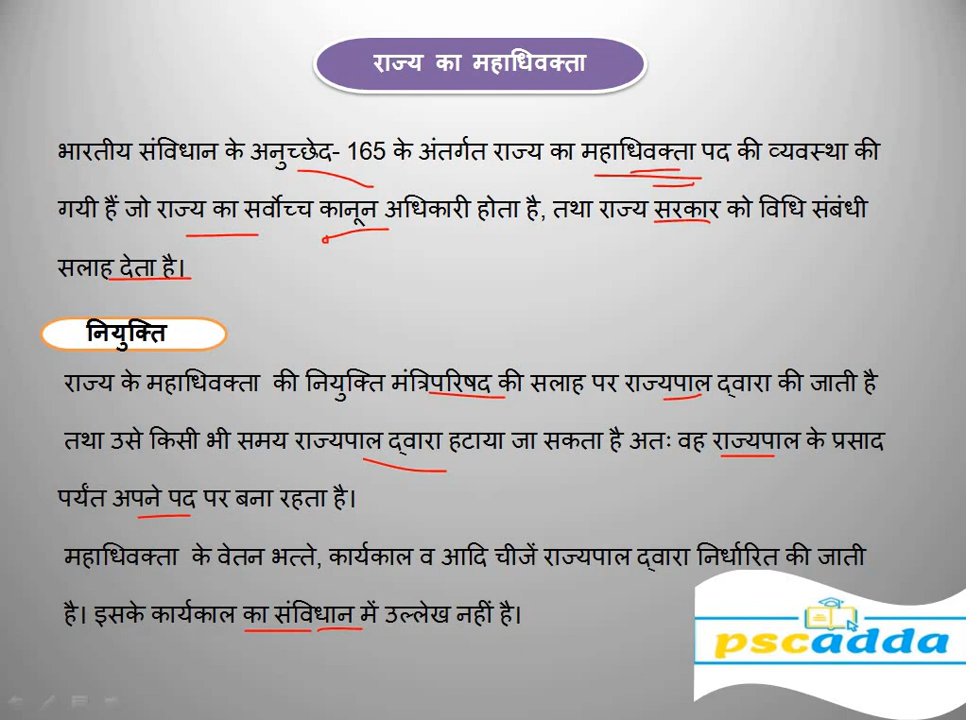 राज्य का महाधिवक्ता
भारतीय संविधान के अनुच्छेद- 165 के अंतर्गत राज्य का महाधिवक्ता पद की व्यवस्था की
गयी हैं जो राज्य का सर्वोच्च कानून अधिकारी होता है, तथा राज्य सरकार को विधि संबंधी
सलाह देता है।
नियुक्ति
राज्य के महाधिवक्ता की नियुक्ति मंत्रिपरिषद की सलाह पर राज्यपाल द्वारा की जाती है
तथा उसे किसी भी समय राज्यपाल द्वारा हटाया जा सकता है अतः वह राज्यपाल के प्रसाद
पर्यंत अपने पद पर बना रहता है।
महाधिवक्ता के वेतन भत्ते, कार्यकाल व आदि चीजें राज्यपाल द्वारा निर्धारित की जाती
है। इसके कार्यकाल का संविधान में उल्लेख नहीं है।
pscadda